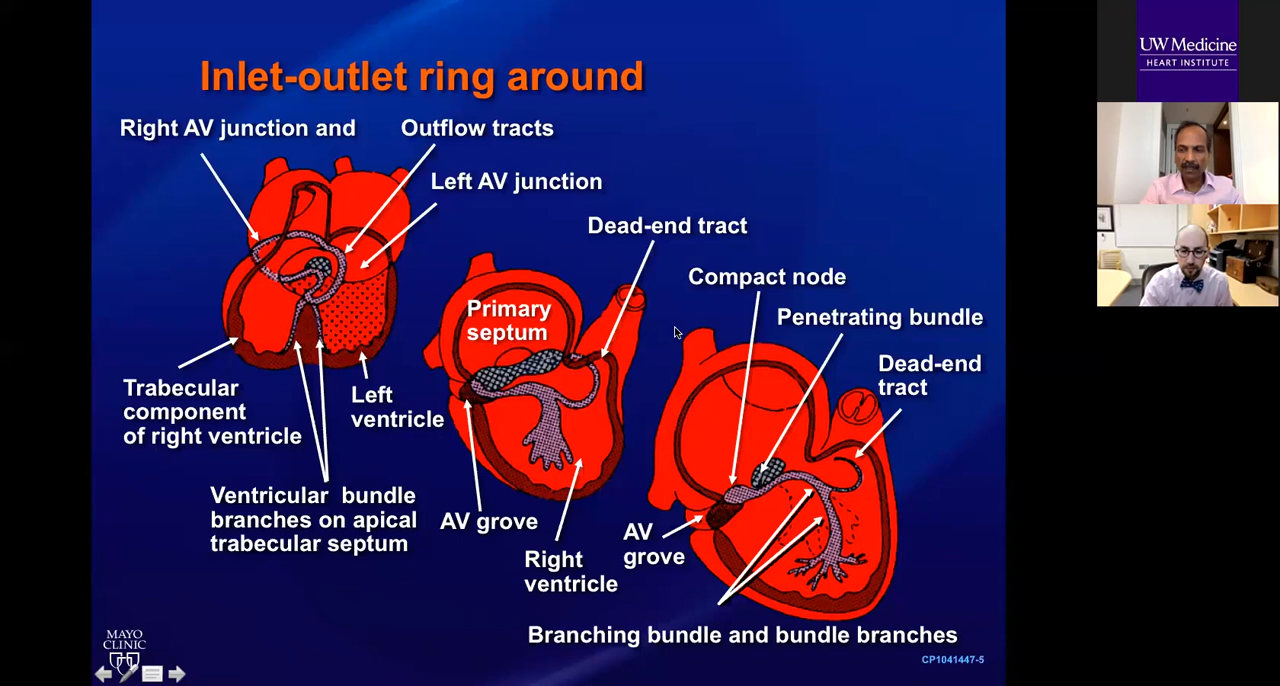 Inlet-outlet ring around
Right AV junction and
Outflow tracts
Left AV junction
Dead-end tract
Compact node
Primary
septum
Penetrating bundle
Dead-end
tract
Trabecular
component
of right ventricle
Left
ventricle
Ventricular bundle
branches on apical
trabecular septum
AV grove
Right
ventricle
AV
grove
Branching bundle and bundle branches
MAYO
CLINIC
CP1041447-5
UW Medicine
HEART INSTITUTE